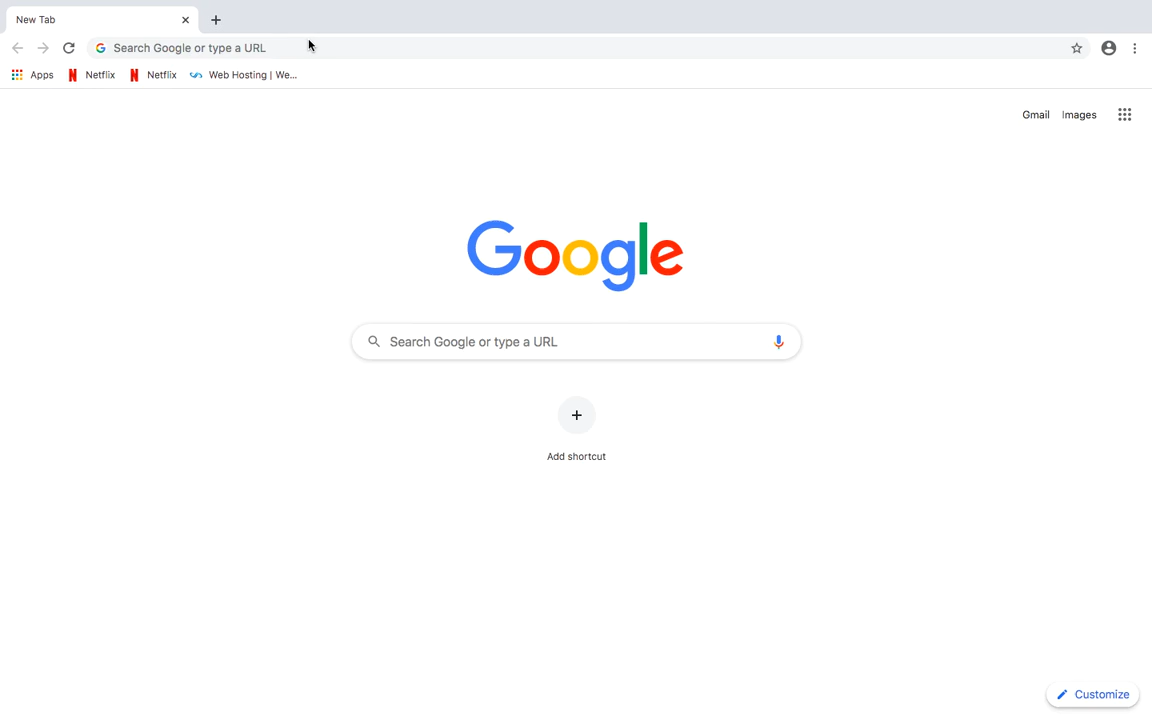 New Tab
Search Google or type a URL
Apps Netflix Netflix Web Hosting | We...
Gmail Images
Google
Search Google or type a URL
Add shortcut
Customize